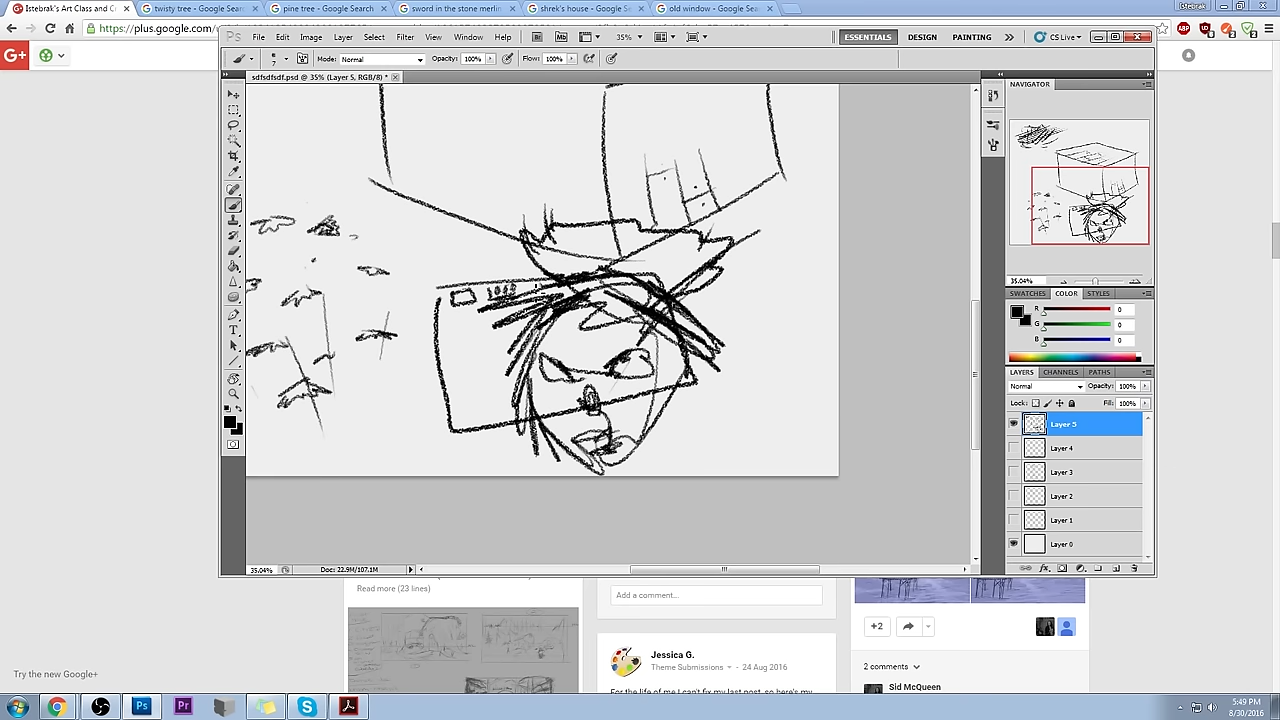 Istebrak's Art Class and C
twisty tree - Google Sear
pine tree - Google Search
sword in the stone merlin
shrek's house - Google Se
old window - Google Sea
Istebrak
https://plus.google.com/
Ps File Edit Image Layer Select Filter View Window Help 35% ESSENTIALS DESIGN PAINTING CS Live
Mode: Normal Opacity: 100% Flow: 100%
sdfsdfsdf.psd @ 35% (Layer 5, RGB/8) *
NAVIGATOR
35.04%
SWATCHES COLOR STYLES
R 0
G 0
B 0
LAYERS CHANNELS PATHS
Normal Opacity: 100%
Lock: Fill: 100%
Layer 5
Layer 4
Layer 3
Layer 2
Layer 1
Layer 0
35.04% Doc: 22.9M/107.1M
Read more (23 lines)
Add a comment...
+2
Jessica G.
Theme Submissions - 24 Aug 2016
For the life of me I can't fix my last post, so here's my
2 comments
Sid McQueen
Try the new Google+
5:49 PM
8/30/2016